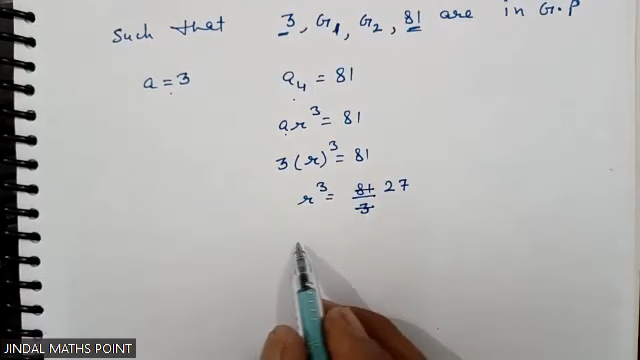 Such that 3, G₁, G₂, 81 are in G.P
a = 3 a₄ = 81
ar³ = 81
3(r)³ = 81
r³ = 81/3 27
JINDAL MATHS POINT